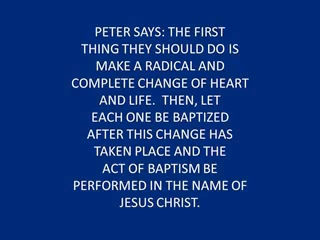 PETER SAYS: THE FIRST
THING THEY SHOULD DO IS
MAKE A RADICAL AND
COMPLETE CHANGE OF HEART
AND LIFE.  THEN, LET
EACH ONE BE BAPTIZED
AFTER THIS CHANGE HAS
TAKEN PLACE AND THE
ACT OF BAPTISM BE
PERFORMED IN THE NAME OF
JESUS CHRIST.